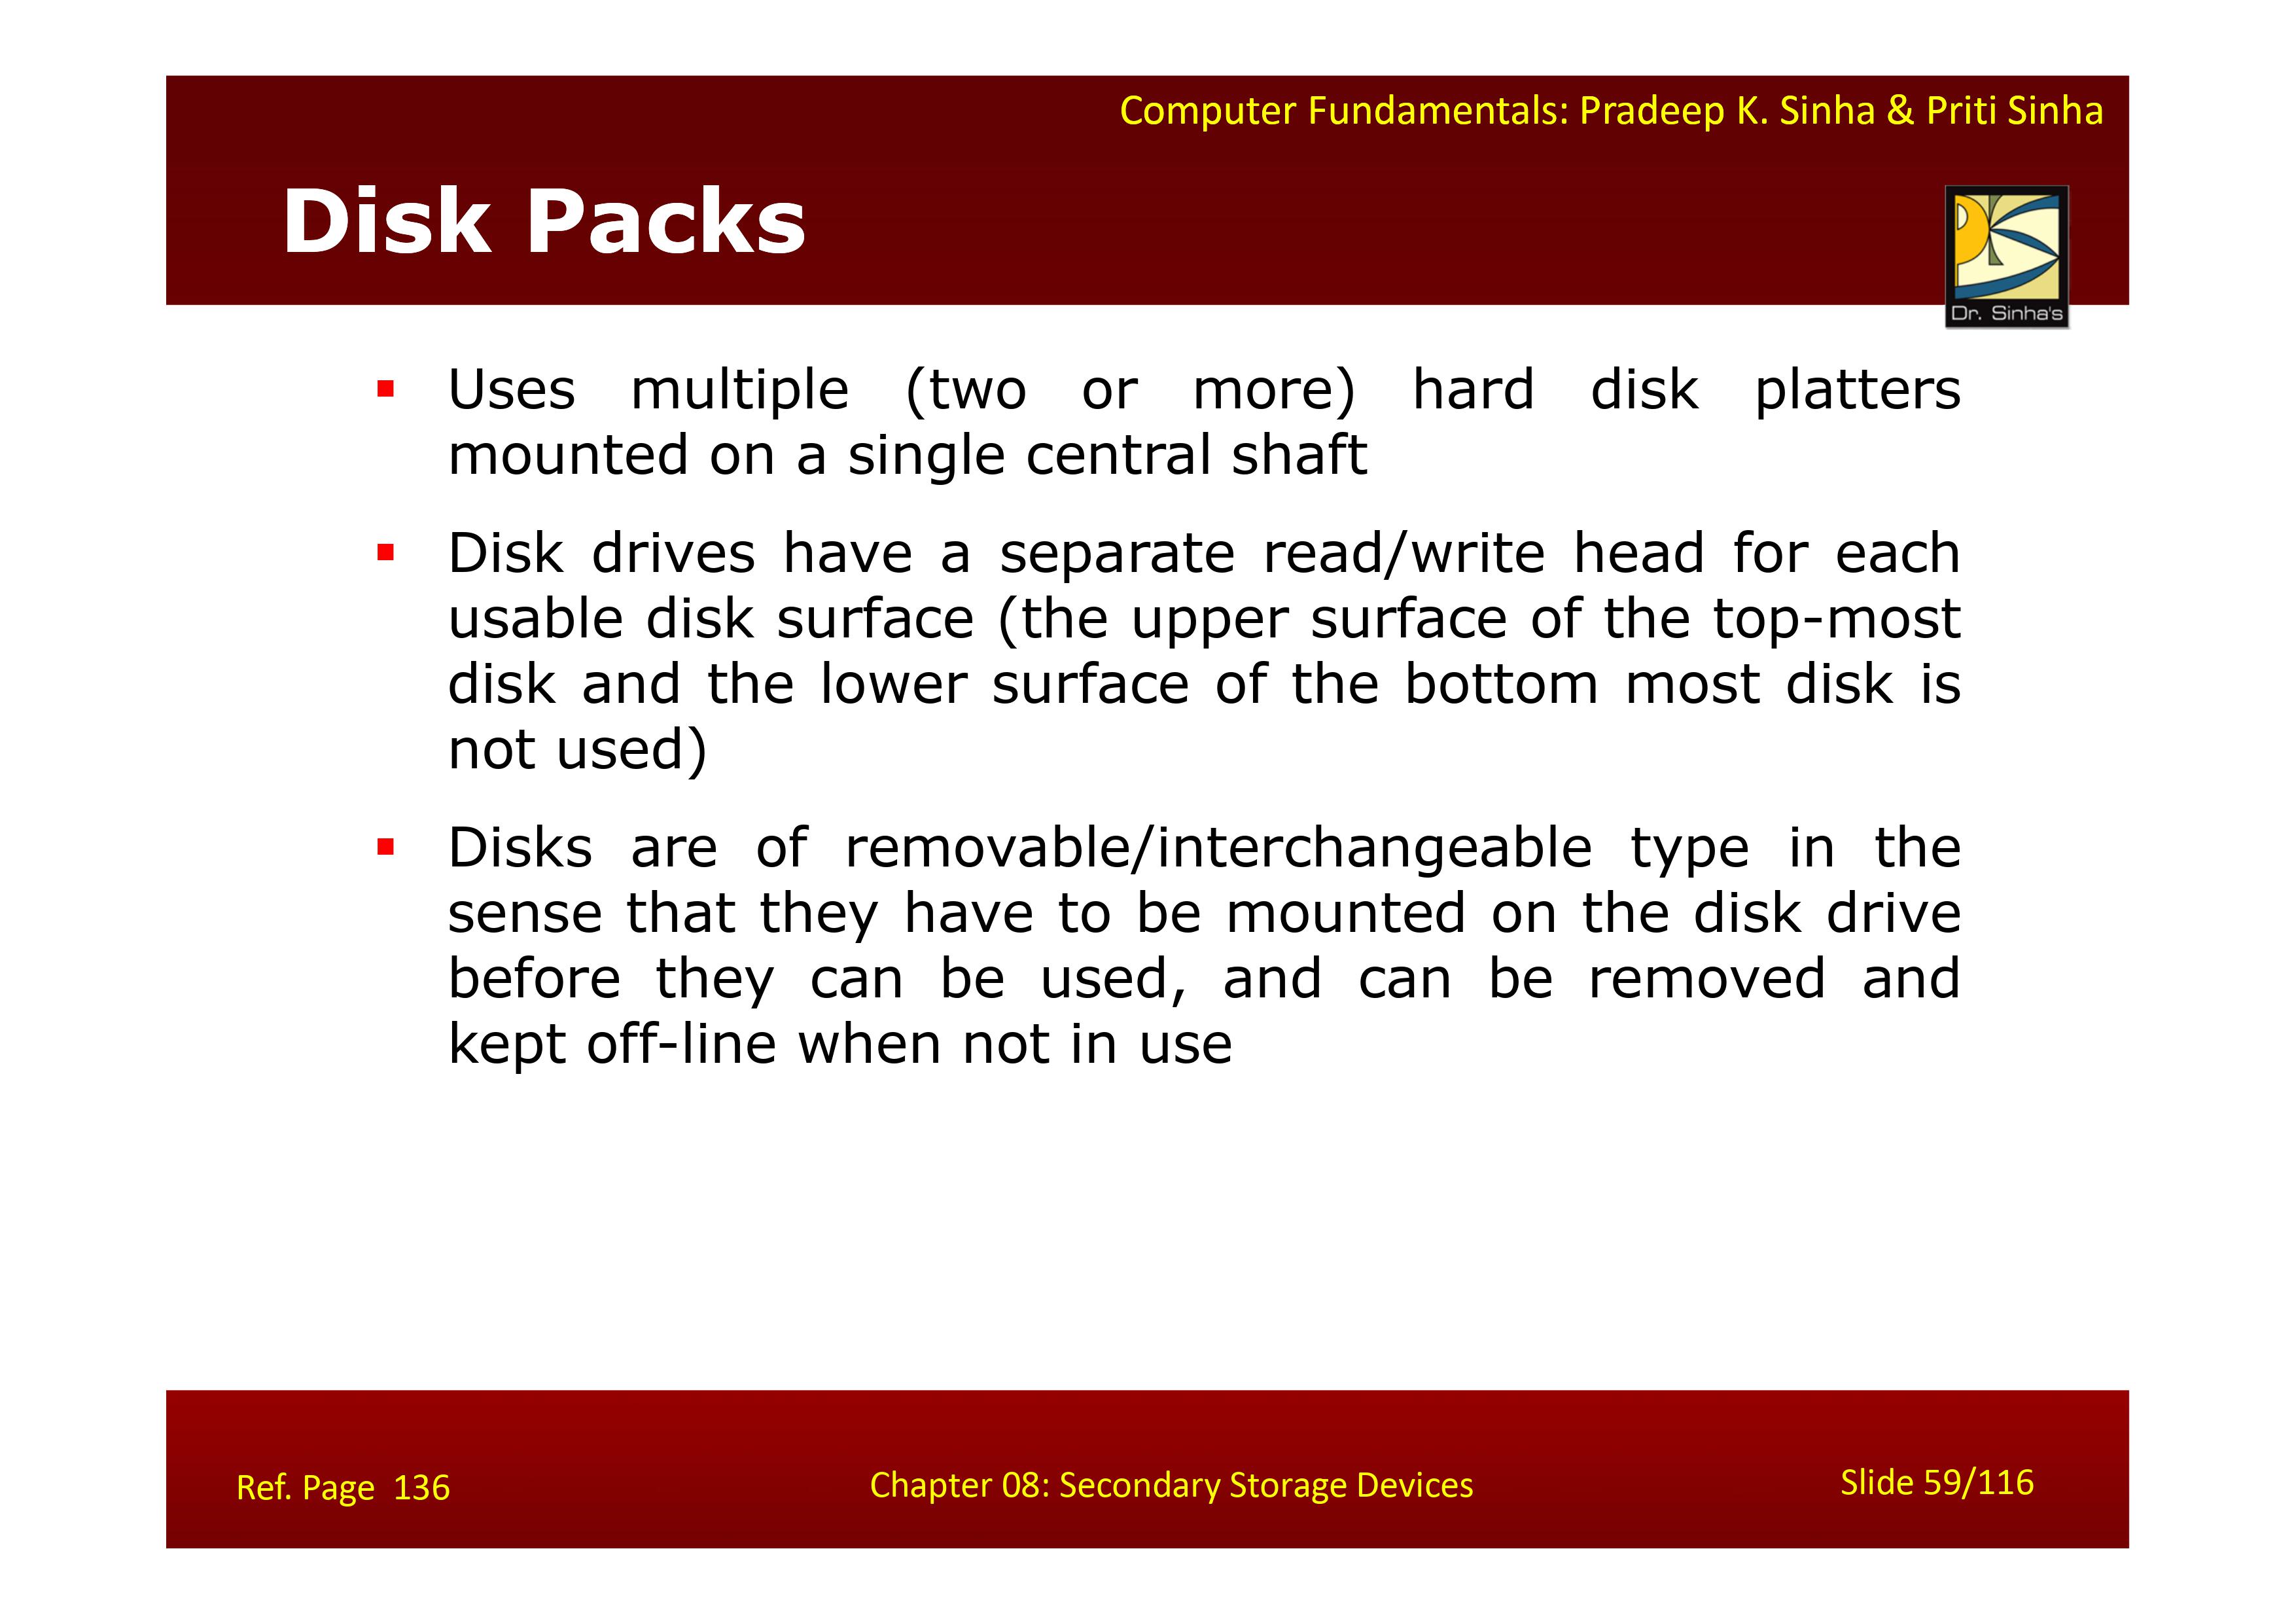 Computer Fundamentals: Pradeep K. Sinha & Priti Sinha
Disk Packs
Dr. Sinha's
▪ Uses multiple (two or more) hard disk platters
mounted on a single central shaft
▪ Disk drives have a separate read/write head for each
usable disk surface (the upper surface of the top-most
disk and the lower surface of the bottom most disk is
not used)
▪ Disks are of removable/interchangeable type in the
sense that they have to be mounted on the disk drive
before they can be used, and can be removed and
kept off-line when not in use
Ref. Page 136
Chapter 08: Secondary Storage Devices
Slide 59/116